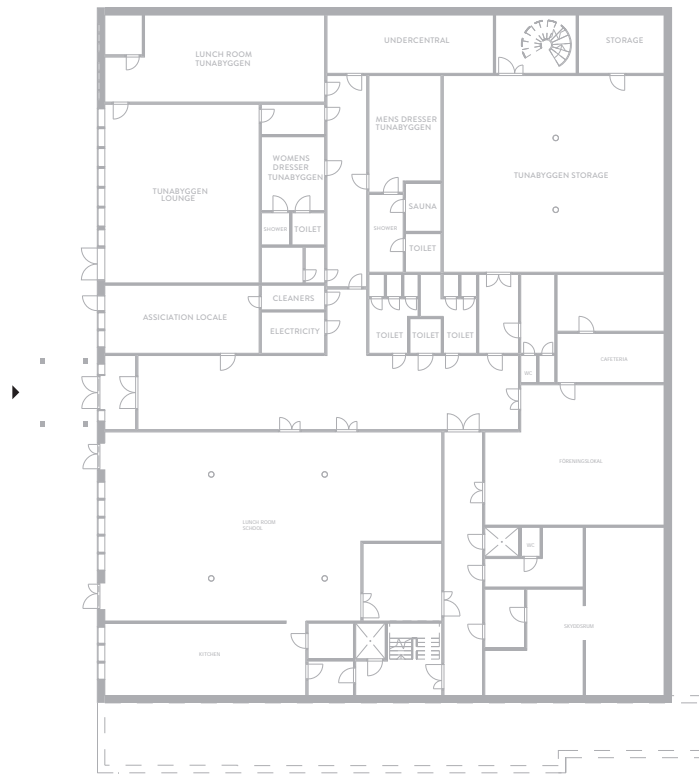 LUNCH ROOM
TUNABYGGEN
UNDERCENTRAL
STORAGE
MENS DRESSER
TUNABYGGEN
WOMENS
DRESSER
TUNABYGGEN
TUNABYGGEN STORAGE
TUNABYGGEN
LOUNGE
SAUNA
SHOWER
TOILET
SHOWER
TOILET
CLEANERS
ASSICIATION LOCALE
ELECTRICITY
TOILET
TOILET
TOILET
CAFETERIA
WC
FÖRENINGSLOKAL
LUNCH ROOM
SCHOOL
WC
SKYDDSRUM
KITCHEN